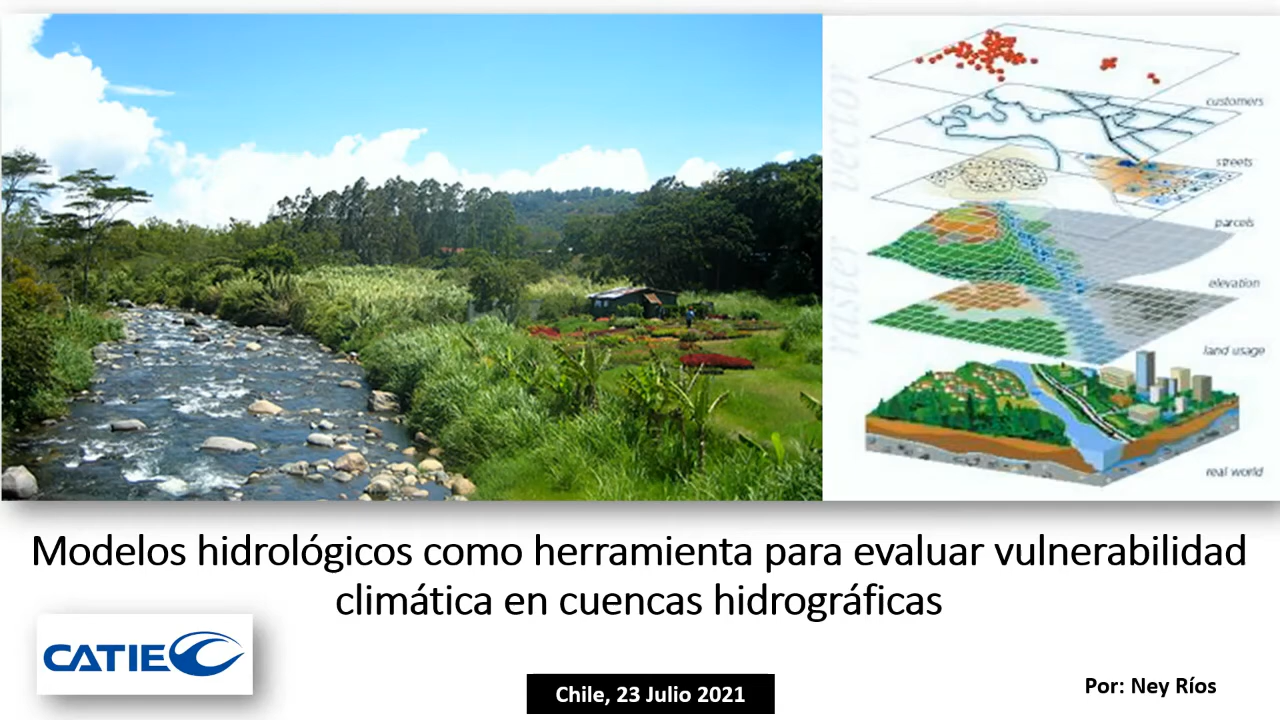 vector
raster
customers
streets
parcels
elevation
land usage
real world
Modelos hidrológicos como herramienta para evaluar vulnerabilidad
climática en cuencas hidrográficas
CATIE
Chile, 23 Julio 2021
Por: Ney Ríos